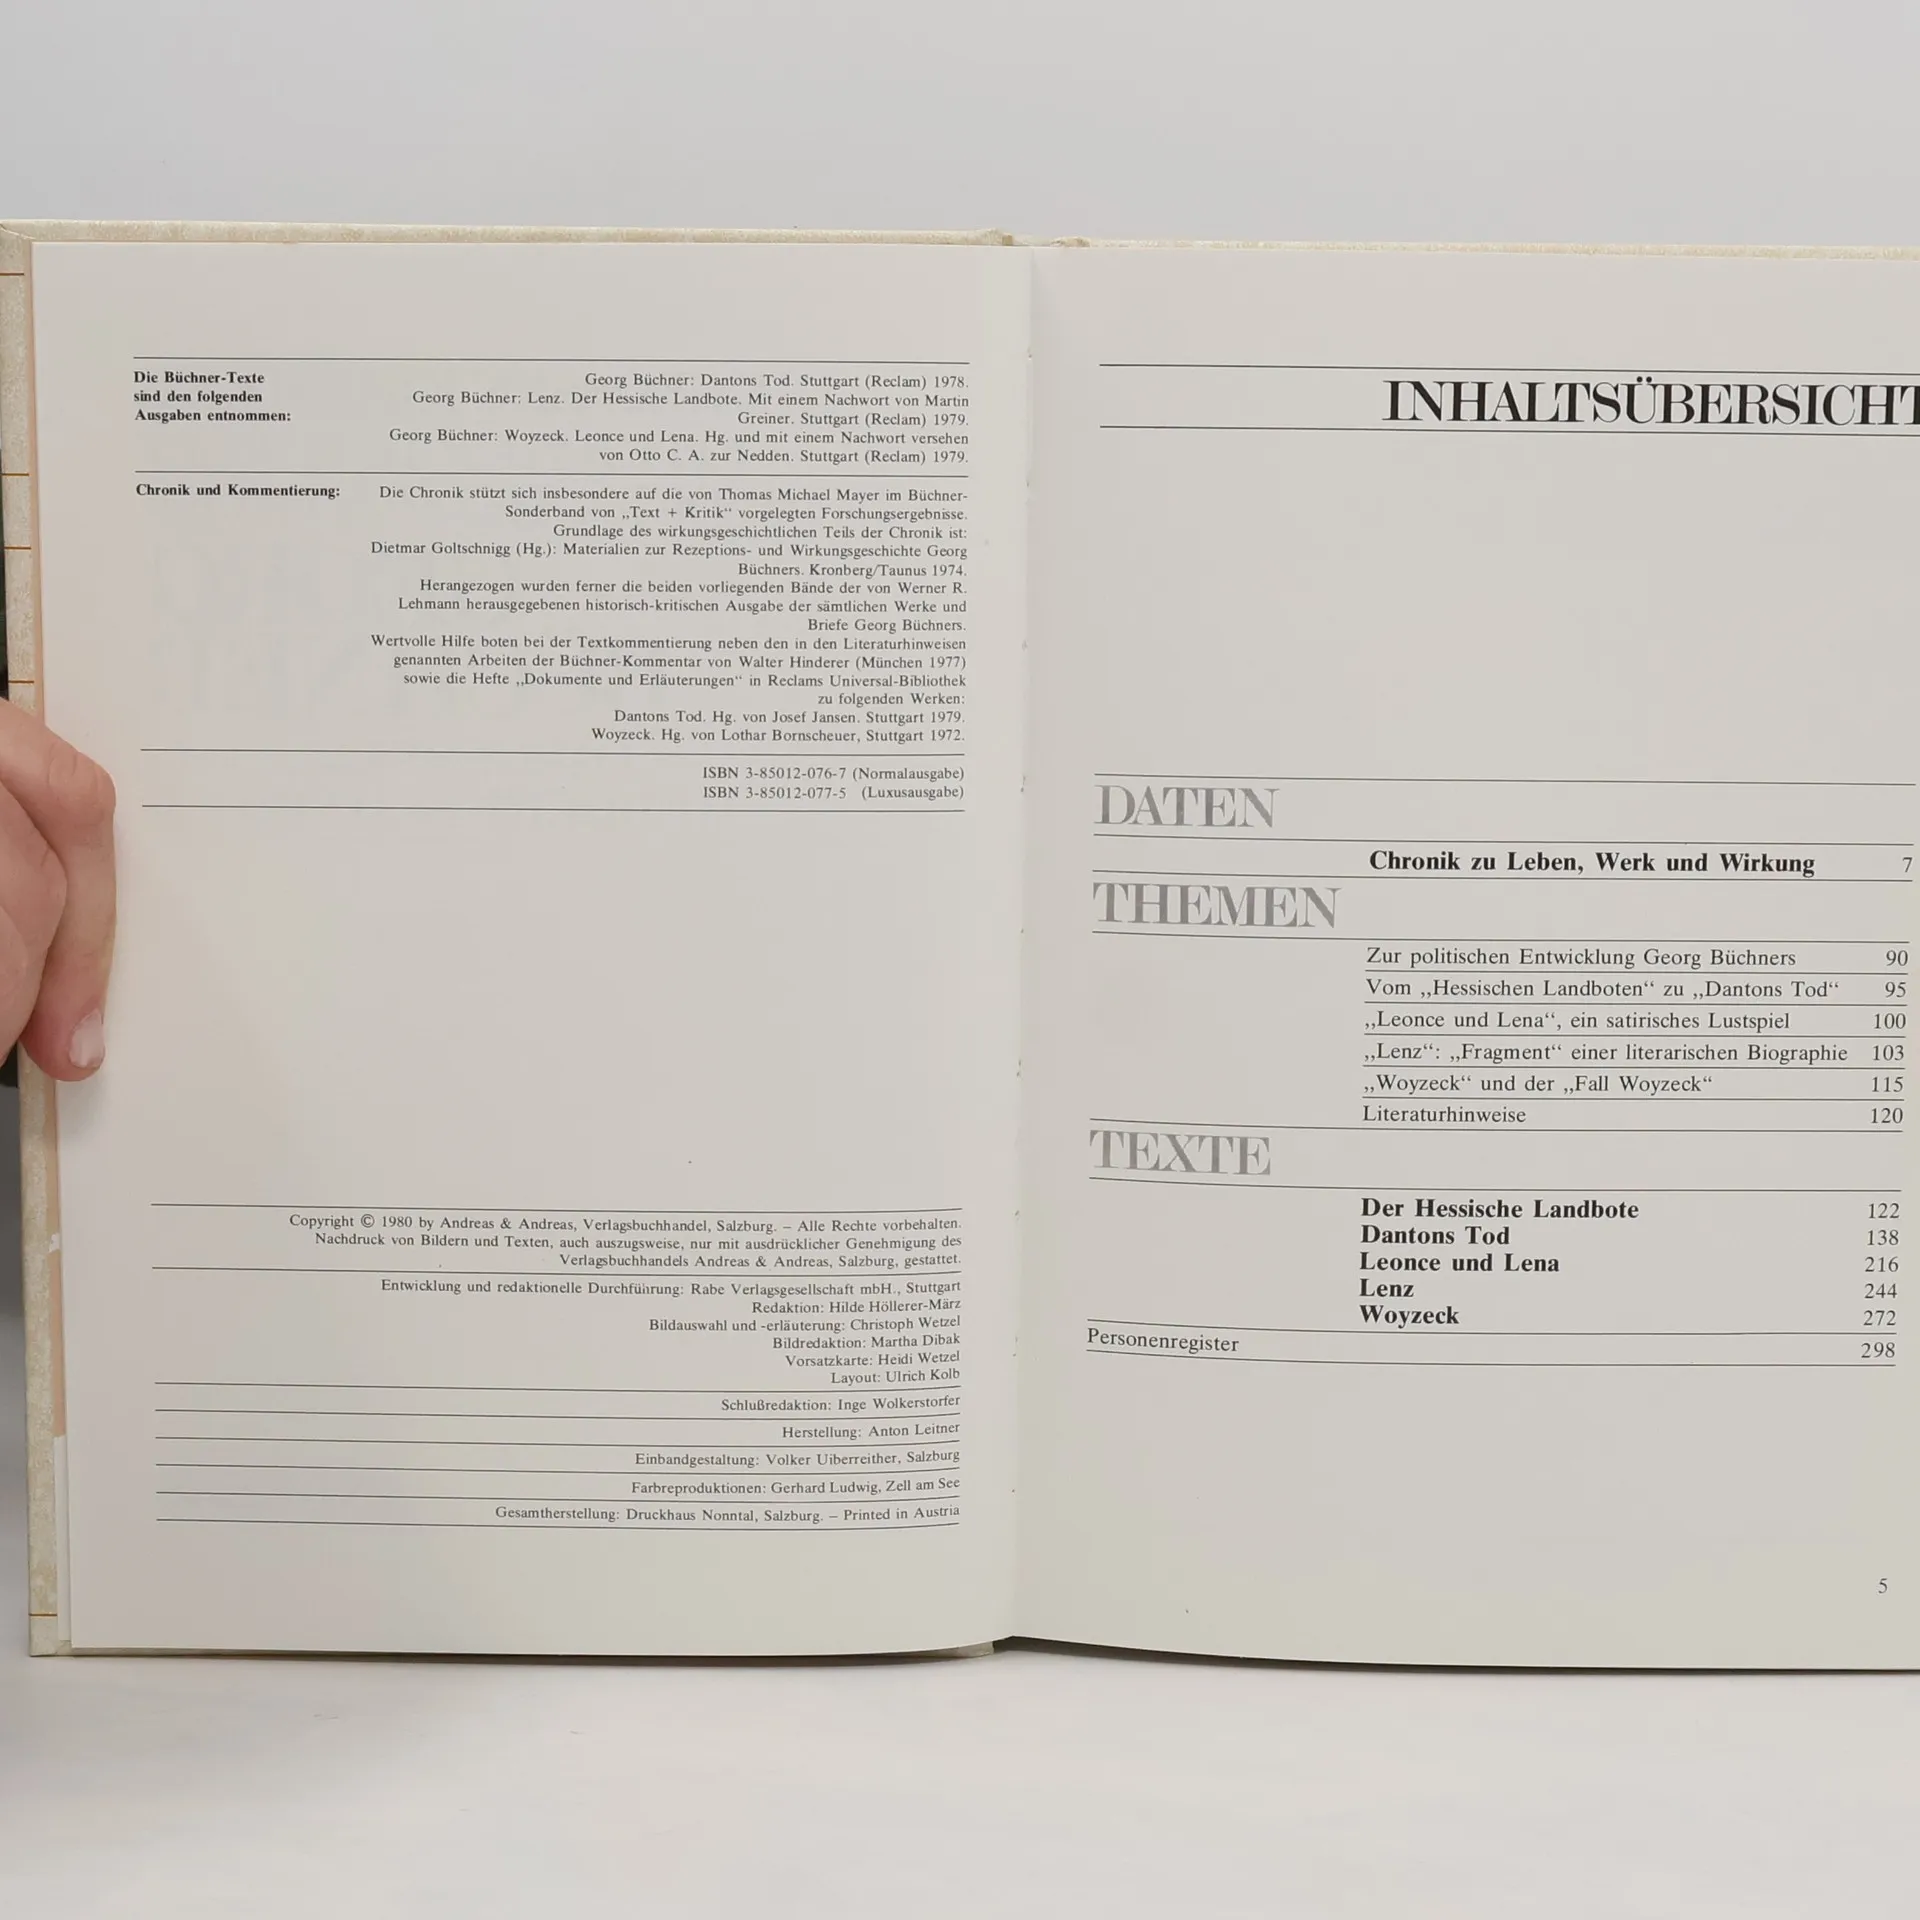 Die Büchner-Texte
sind den folgenden
Ausgaben entnommen:
Georg Büchner: Dantons Tod. Stuttgart (Reclam) 1978.
Georg Büchner: Lenz. Der Hessische Landbote. Mit einem Nachwort von Martin
Greiner. Stuttgart (Reclam) 1979.
Georg Büchner: Woyzeck. Leonce und Lena. Hg. und mit einem Nachwort versehen
von Otto C. A. zur Nedden. Stuttgart (Reclam) 1979.
Chronik und Kommentierung:
Die Chronik stützt sich insbesondere auf die von Thomas Michael Mayer im Büchner-
Sonderband von „Text + Kritik“ vorgelegten Forschungsergebnisse.
Grundlage des wirkungsgeschichtlichen Teils der Chronik ist:
Dietmar Goltschnigg (Hg.): Materialien zur Rezeptions- und Wirkungsgeschichte Georg
Büchners. Kronberg/Taunus 1974.
Herangezogen wurden ferner die beiden vorliegenden Bände der von Werner R.
Lehmann herausgegebenen historisch-kritischen Ausgabe der sämtlichen Werke und
Briefe Georg Büchners.
Wertvolle Hilfe boten bei der Textkommentierung neben den in den Literaturhinweisen
genannten Arbeiten der Büchner-Kommentar von Walter Hinderer (München 1977)
sowie die Hefte „Dokumente und Erläuterungen“ in Reclams Universal-Bibliothek
zu folgenden Werken:
Dantons Tod. Hg. von Josef Jansen. Stuttgart 1979.
Woyzeck. Hg. von Lothar Bornscheuer, Stuttgart 1972.
ISBN 3-85012-076-7 (Normalausgabe)
ISBN 3-85012-077-5 (Luxusausgabe)
Copyright © 1980 by Andreas & Andreas, Verlagsbuchhandel, Salzburg. – Alle Rechte vorbehalten.
Nachdruck von Bildern und Texten, auch auszugsweise, nur mit ausdrücklicher Genehmigung des
Verlagsbuchhandels Andreas & Andreas, Salzburg, gestattet.
Entwicklung und redaktionelle Durchführung: Rabe Verlagsgesellschaft mbH., Stuttgart
Redaktion: Hilde Höllerer-März
Bildauswahl und -erläuterung: Christoph Wetzel
Bildredaktion: Martha Dibak
Vorsatzkarte: Heidi Wetzel
Layout: Ulrich Kolb
Schlußredaktion: Inge Wolkerstorfer
Herstellung: Anton Leitner
Einbandgestaltung: Volker Uiberreither, Salzburg
Farbreproduktionen: Gerhard Ludwig, Zell am See
Gesamtherstellung: Druckhaus Nonntal, Salzburg. – Printed in Austria
INHALTSÜBERSICHT
DATEN
Chronik zu Leben, Werk und Wirkung 7
THEMEN
Zur politischen Entwicklung Georg Büchners 90
Vom „Hessischen Landboten“ zu „Dantons Tod“ 95
„Leonce und Lena“, ein satirisches Lustspiel 100
„Lenz“: „Fragment“ einer literarischen Biographie 103
„Woyzeck“ und der „Fall Woyzeck“ 115
Literaturhinweise 120
TEXTE
Der Hessische Landbote 122
Dantons Tod 138
Leonce und Lena 216
Lenz 244
Woyzeck 272
Personenregister 298
5